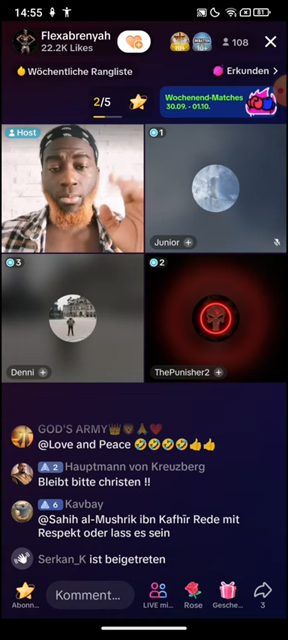 14:55
81
Flexabrenyah
22.2K Likes
108
Wöchentliche Rangliste
Erkunden >
2/5
Wochenend-Matches
30.09. - 01.10.
Host
1
Junior +
3
2
Denni +
ThePunisher2 +
GOD'S ARMY
@Love and Peace 🤣🤣🤣🤣👍👍
2 Hauptmann von Kreuzberg
Bleibt bitte christen !!
6 Kavbay
@Sahih al-Mushrik ibn Kafhïr Rede mit
Respekt oder lass es sein
Serkan_K ist beigetreten
Kommentar...
Abonn...
LIVE mi...
Rose
Gesche...
3